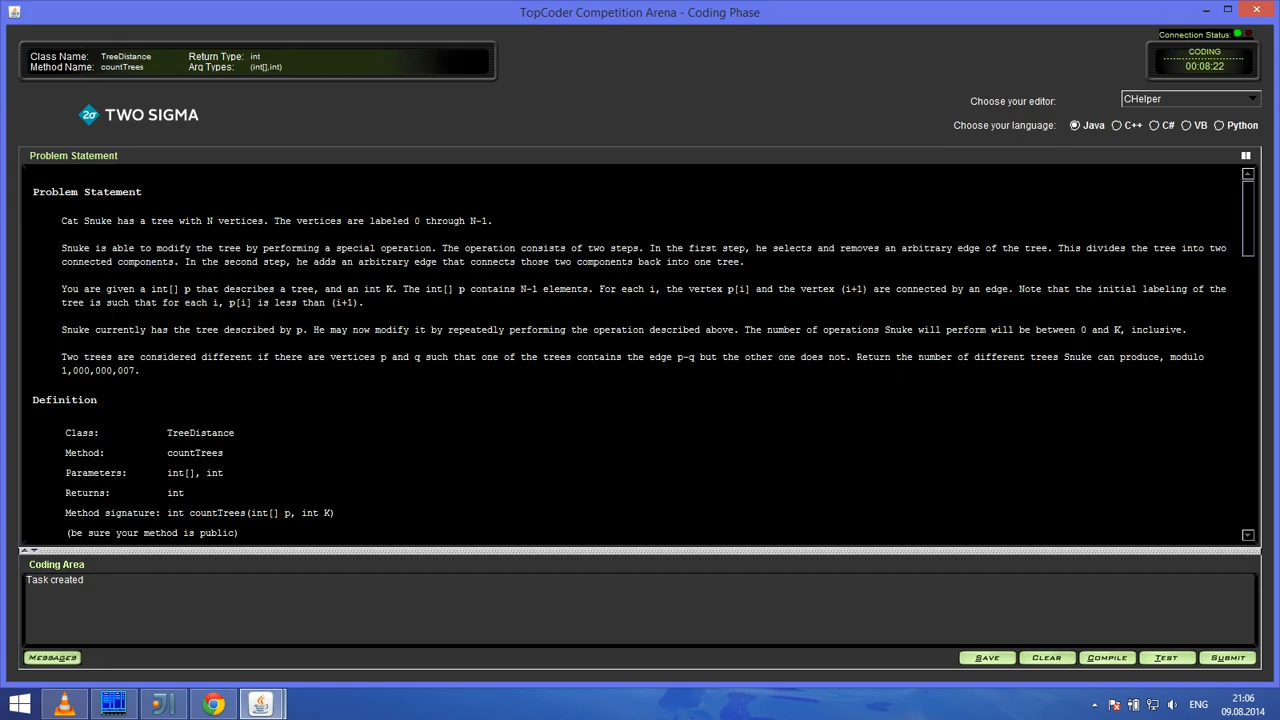 TopCoder Competition Arena - Coding Phase
Connection Status:
Class Name: TreeDistance Return Type: int
Method Name: countTrees Arg Types: (int[],int)
CODING
00:08:22
2σ TWO SIGMA
Choose your editor: CHelper
Choose your language: Java C++ C# VB Python
Problem Statement
Problem Statement
Cat Snuke has a tree with N vertices. The vertices are labeled 0 through N-1.
Snuke is able to modify the tree by performing a special operation. The operation consists of two steps. In the first step, he selects and removes an arbitrary edge of the tree. This divides the tree into two
connected components. In the second step, he adds an arbitrary edge that connects those two components back into one tree.
You are given a int[] p that describes a tree, and an int K. The int[] p contains N-1 elements. For each i, the vertex p[i] and the vertex (i+1) are connected by an edge. Note that the initial labeling of the
tree is such that for each i, p[i] is less than (i+1).
Snuke currently has the tree described by p. He may now modify it by repeatedly performing the operation described above. The number of operations Snuke will perform will be between 0 and K, inclusive.
Two trees are considered different if there are vertices p and q such that one of the trees contains the edge p-q but the other one does not. Return the number of different trees Snuke can produce, modulo
1,000,000,007.
Definition
Class: TreeDistance
Method: countTrees
Parameters: int[], int
Returns: int
Method signature: int countTrees(int[] p, int K)
(be sure your method is public)
Coding Area
Task created
MESSAGES SAVE CLEAR COMPILE TEST SUBMIT
ENG
21:06
09.08.2014